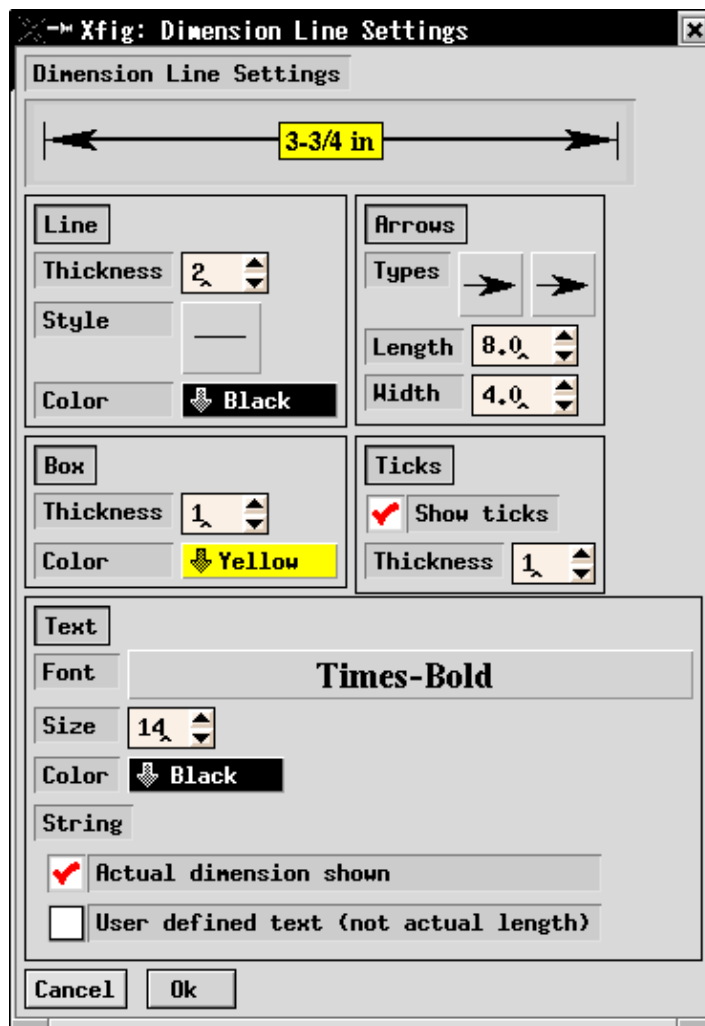 Xfig: Dimension Line Settings
Dimension Line Settings
3-3/4 in
Line
Thickness 2
Style
Color Black
Arrows
Types
Length 8.0
Width 4.0
Box
Thickness 1
Color Yellow
Ticks
Show ticks
Thickness 1
Text
Font Times-Bold
Size 14
Color Black
String
Actual dimension shown
User defined text (not actual length)
Cancel Ok